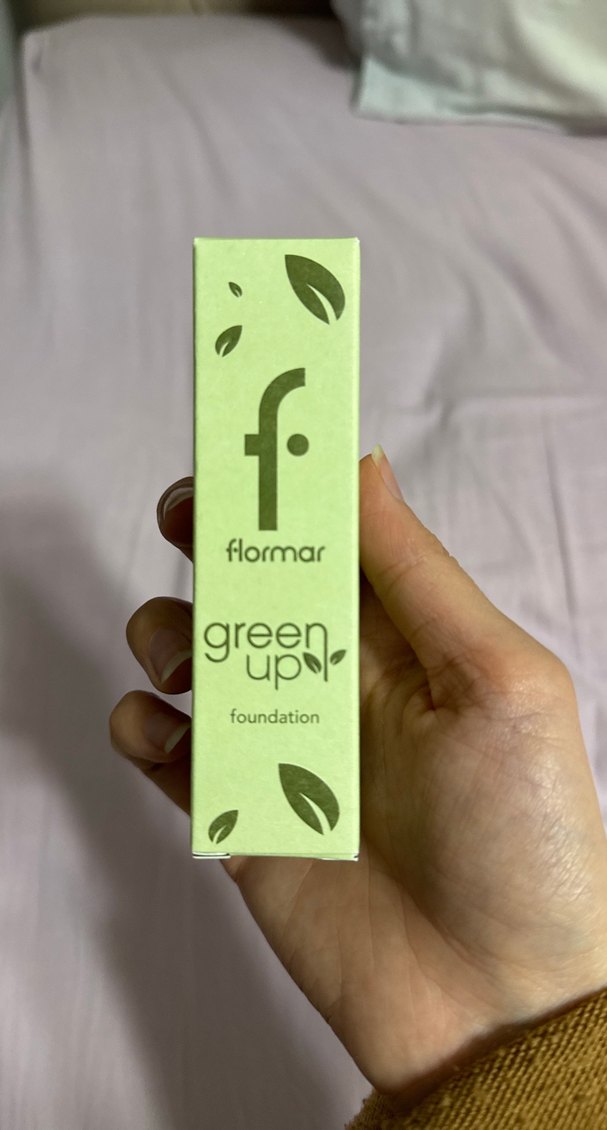 f
flormar
green
up
foundation